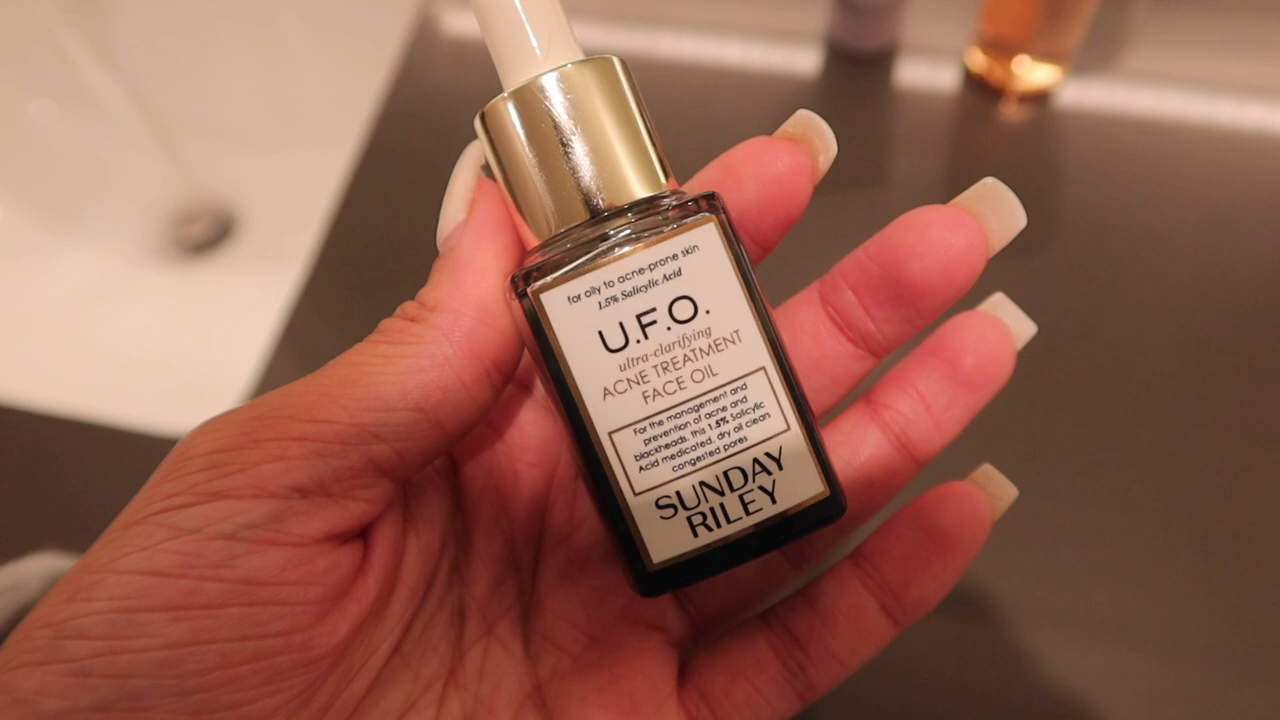 for oily to acne-prone skin
1.5% Salicylic Acid
U.F.O.
ultra-clarifying
ACNE TREATMENT
FACE OIL
For the management and
prevention of acne and
blackheads, this 1.5% Salicylic
Acid medicated, dry oil clean
congested pores
SUNDAY
RILEY